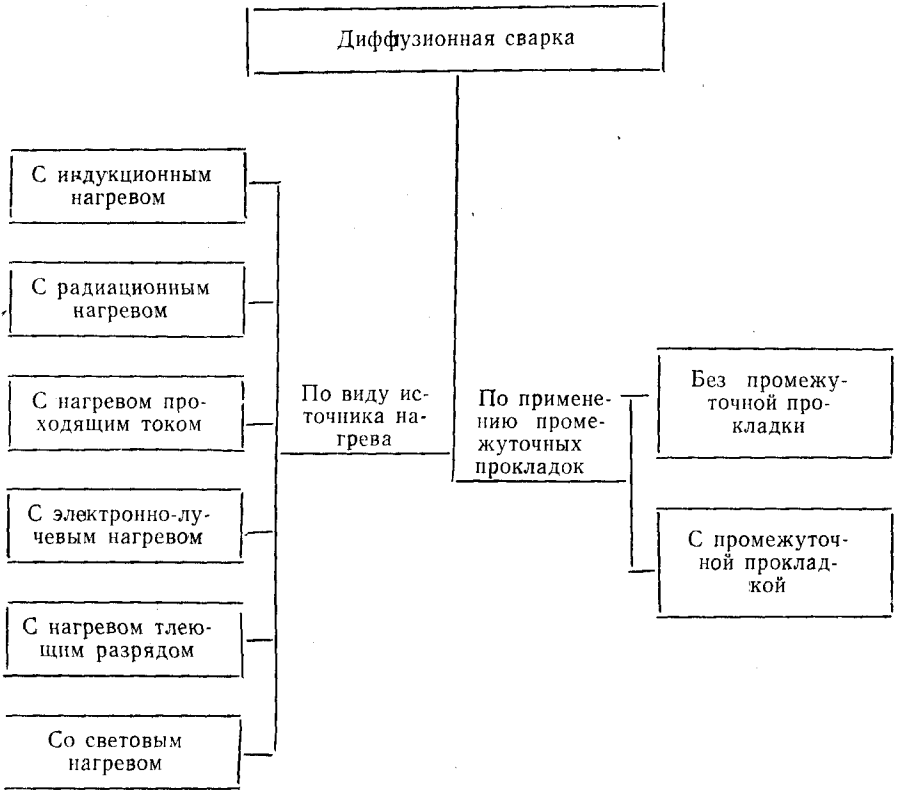 Диффузионная сварка
С индукционным
нагревом
С радиационным
нагревом
С нагревом про-
ходящим током
С электронно-лу-
чевым нагревом
С нагревом тлею-
щим разрядом
Со световым
нагревом
По виду ис-
точника на-
грева
По примене-
нию проме-
жуточных
прокладок
Без промежу-
точной про-
кладки
С промежуточ-
ной проклад-
кой